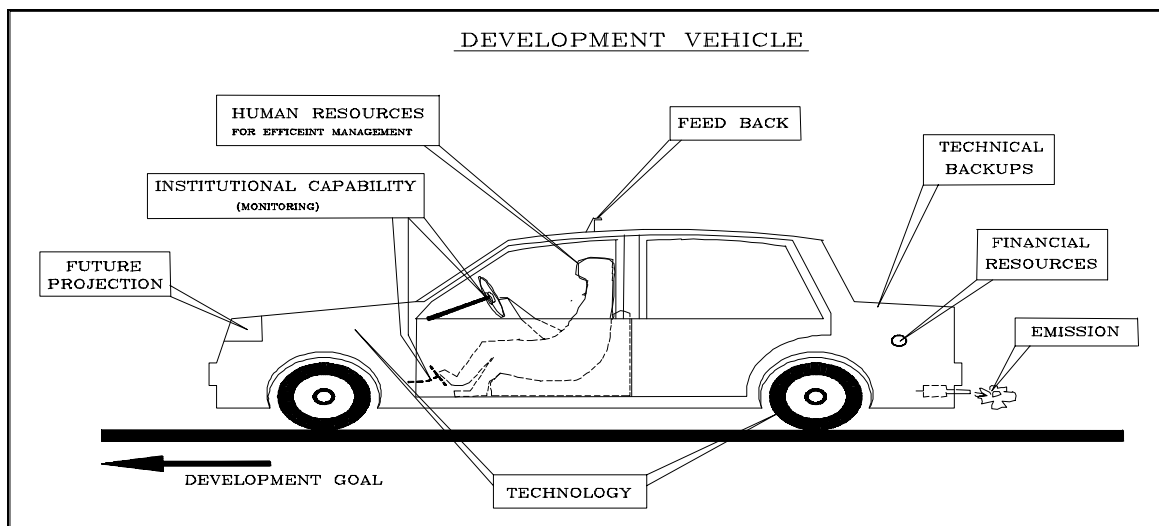 DEVELOPMENT VEHICLE
HUMAN RESOURCES
FOR EFFICEINT MANAGEMENT
FEED BACK
TECHNICAL
BACKUPS
INSTITUTIONAL CAPABILITY
(MONITORING)
FINANCIAL
RESOURCES
FUTURE
PROJECTION
EMISSION
DEVELOPMENT GOAL
TECHNOLOGY